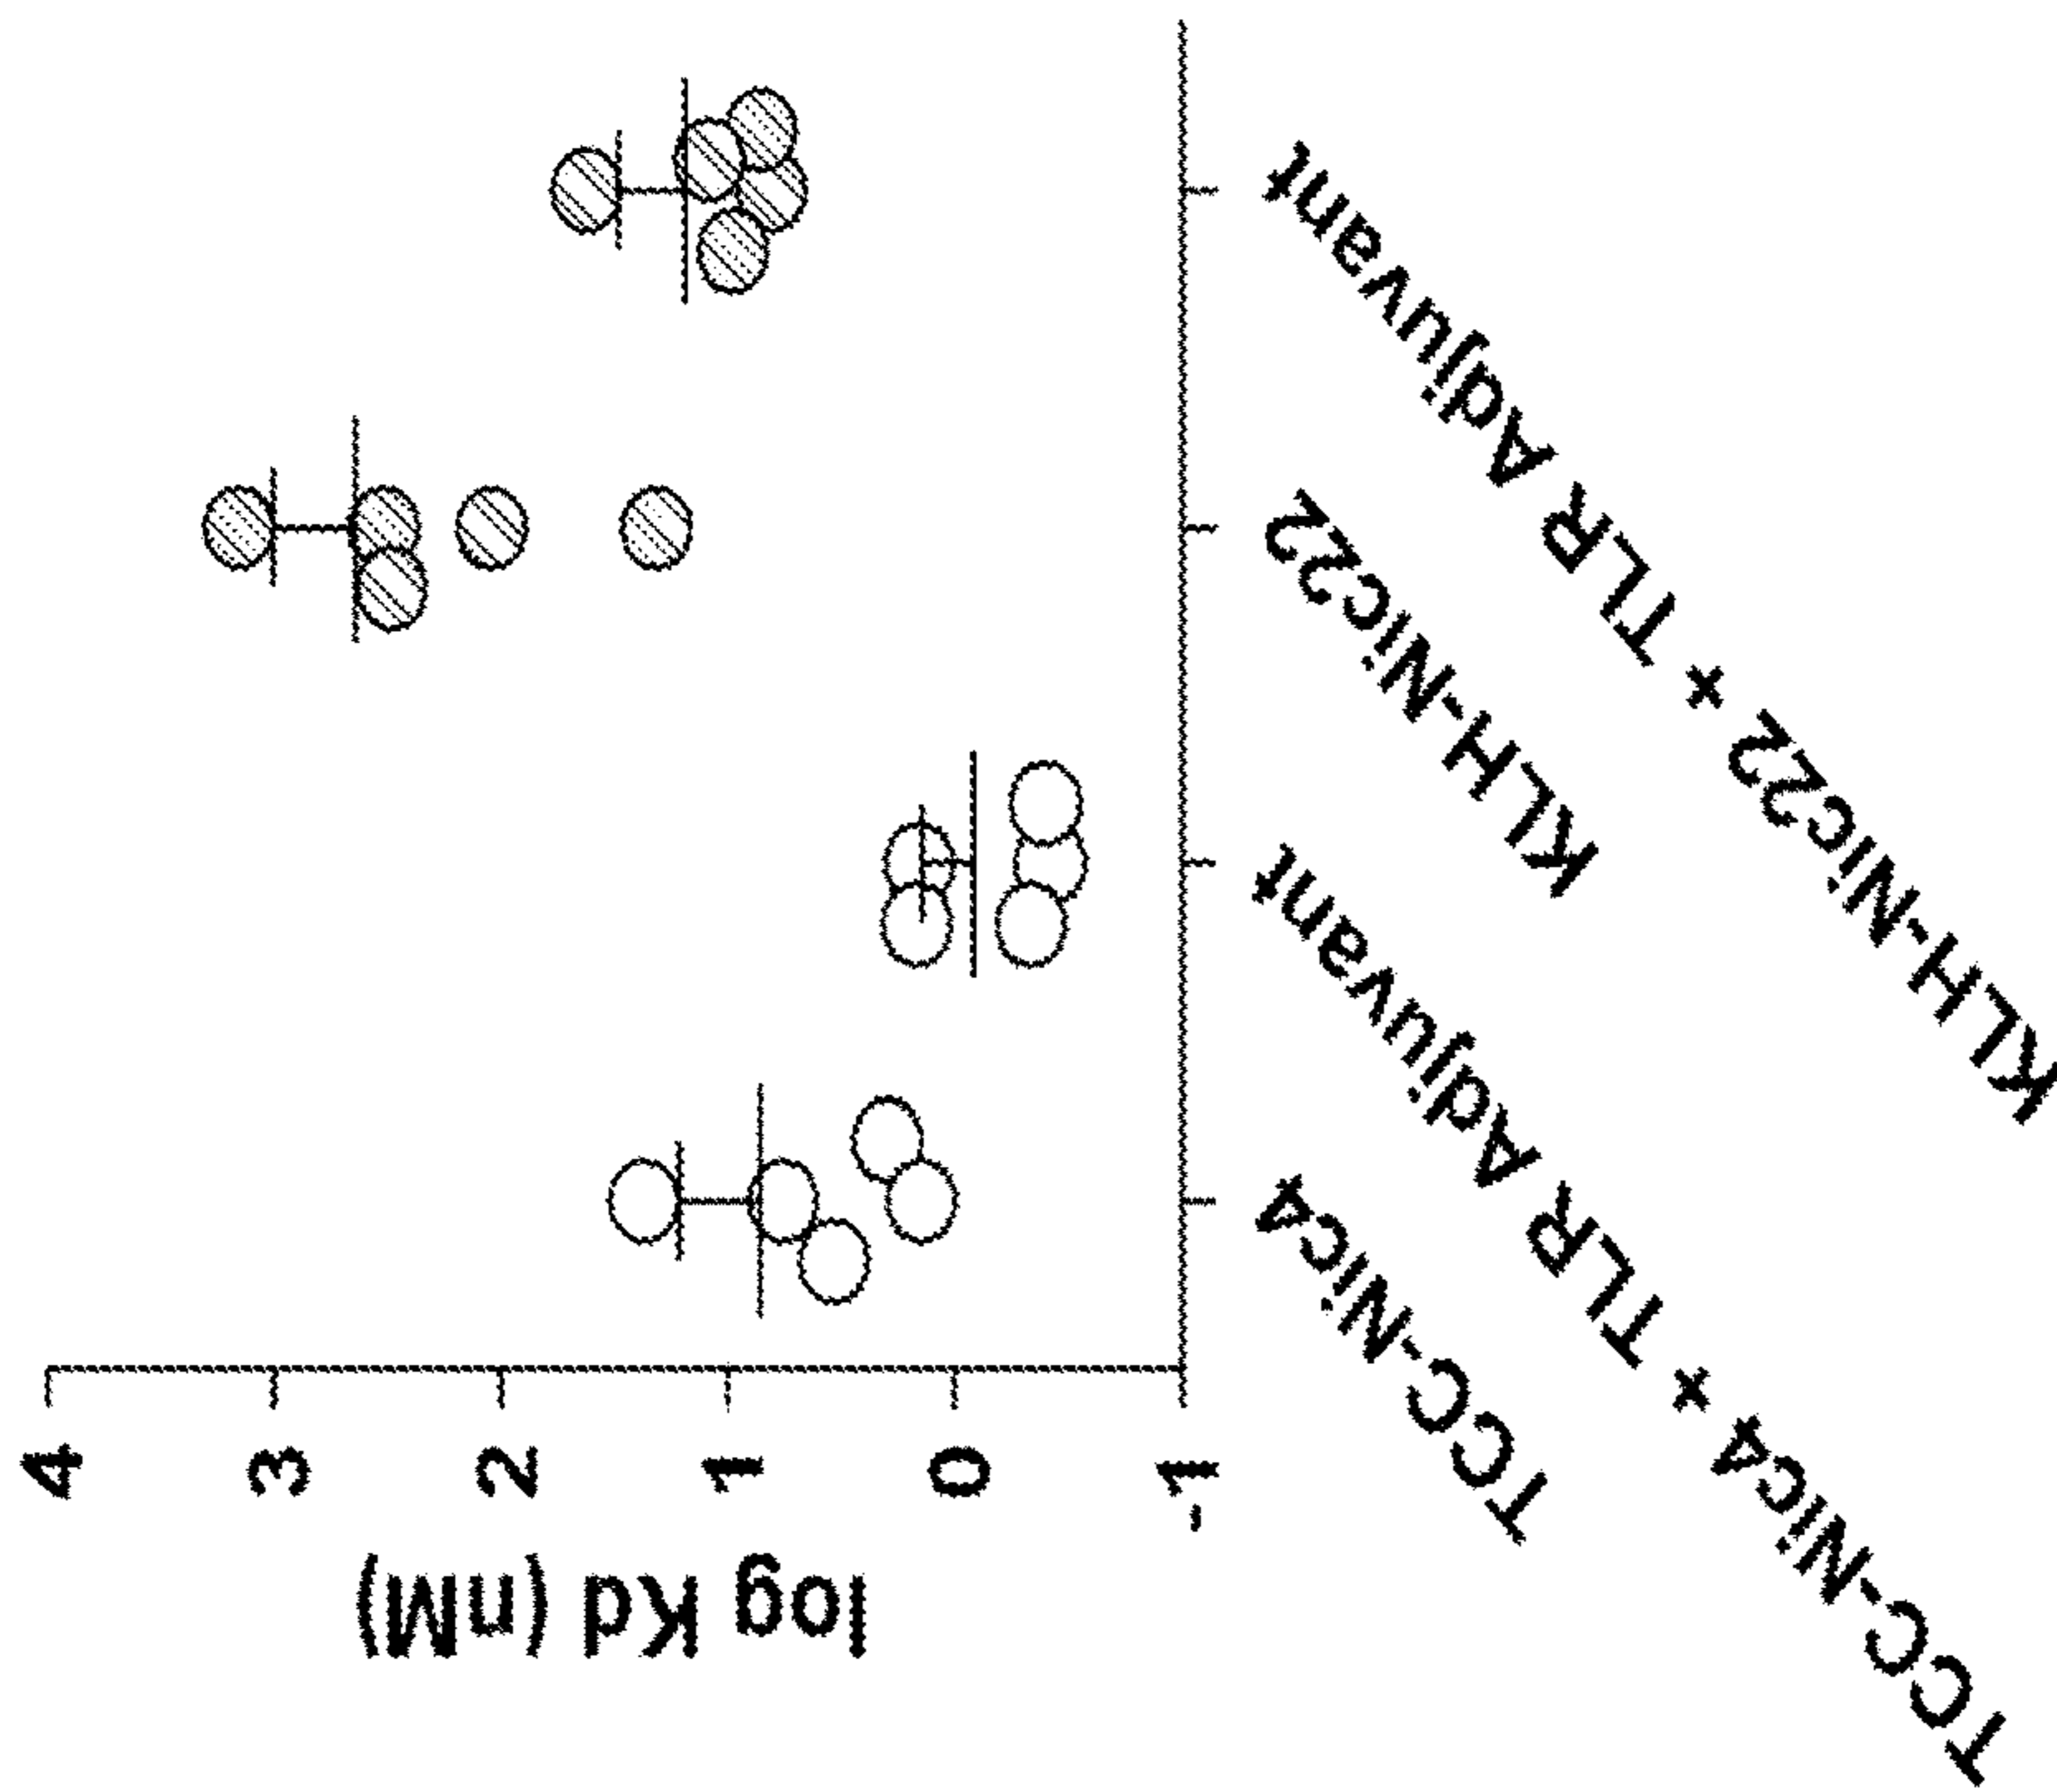 log Kd (nM)
4
3
2
1
0
-1
TCC-Nic4
TCC-Nic4 + TLR Adjuvant
KLH-Nic22
KLH-Nic22 + TLR Adjuvant